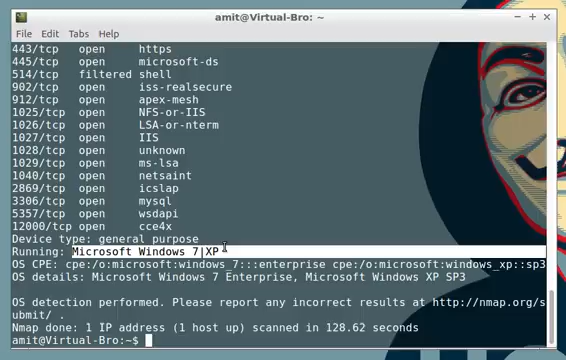 amit@Virtual-Bro: ~
File Edit Tabs Help
443/tcp open https
445/tcp open microsoft-ds
514/tcp filtered shell
902/tcp open iss-realsecure
912/tcp open apex-mesh
1025/tcp open NFS-or-IIS
1026/tcp open LSA-or-nterm
1027/tcp open IIS
1028/tcp open unknown
1029/tcp open ms-lsa
1040/tcp open netsaint
2869/tcp open icslap
3306/tcp open mysql
5357/tcp open wsdapi
12000/tcp open cce4x
Device type: general purpose
Running: Microsoft Windows 7|XP
OS CPE: cpe:/o:microsoft:windows_7:::enterprise cpe:/o:microsoft:windows_xp::sp3
OS details: Microsoft Windows 7 Enterprise, Microsoft Windows XP SP3
OS detection performed. Please report any incorrect results at http://nmap.org/s
ubmit/ .
Nmap done: 1 IP address (1 host up) scanned in 128.62 seconds
amit@Virtual-Bro:~$